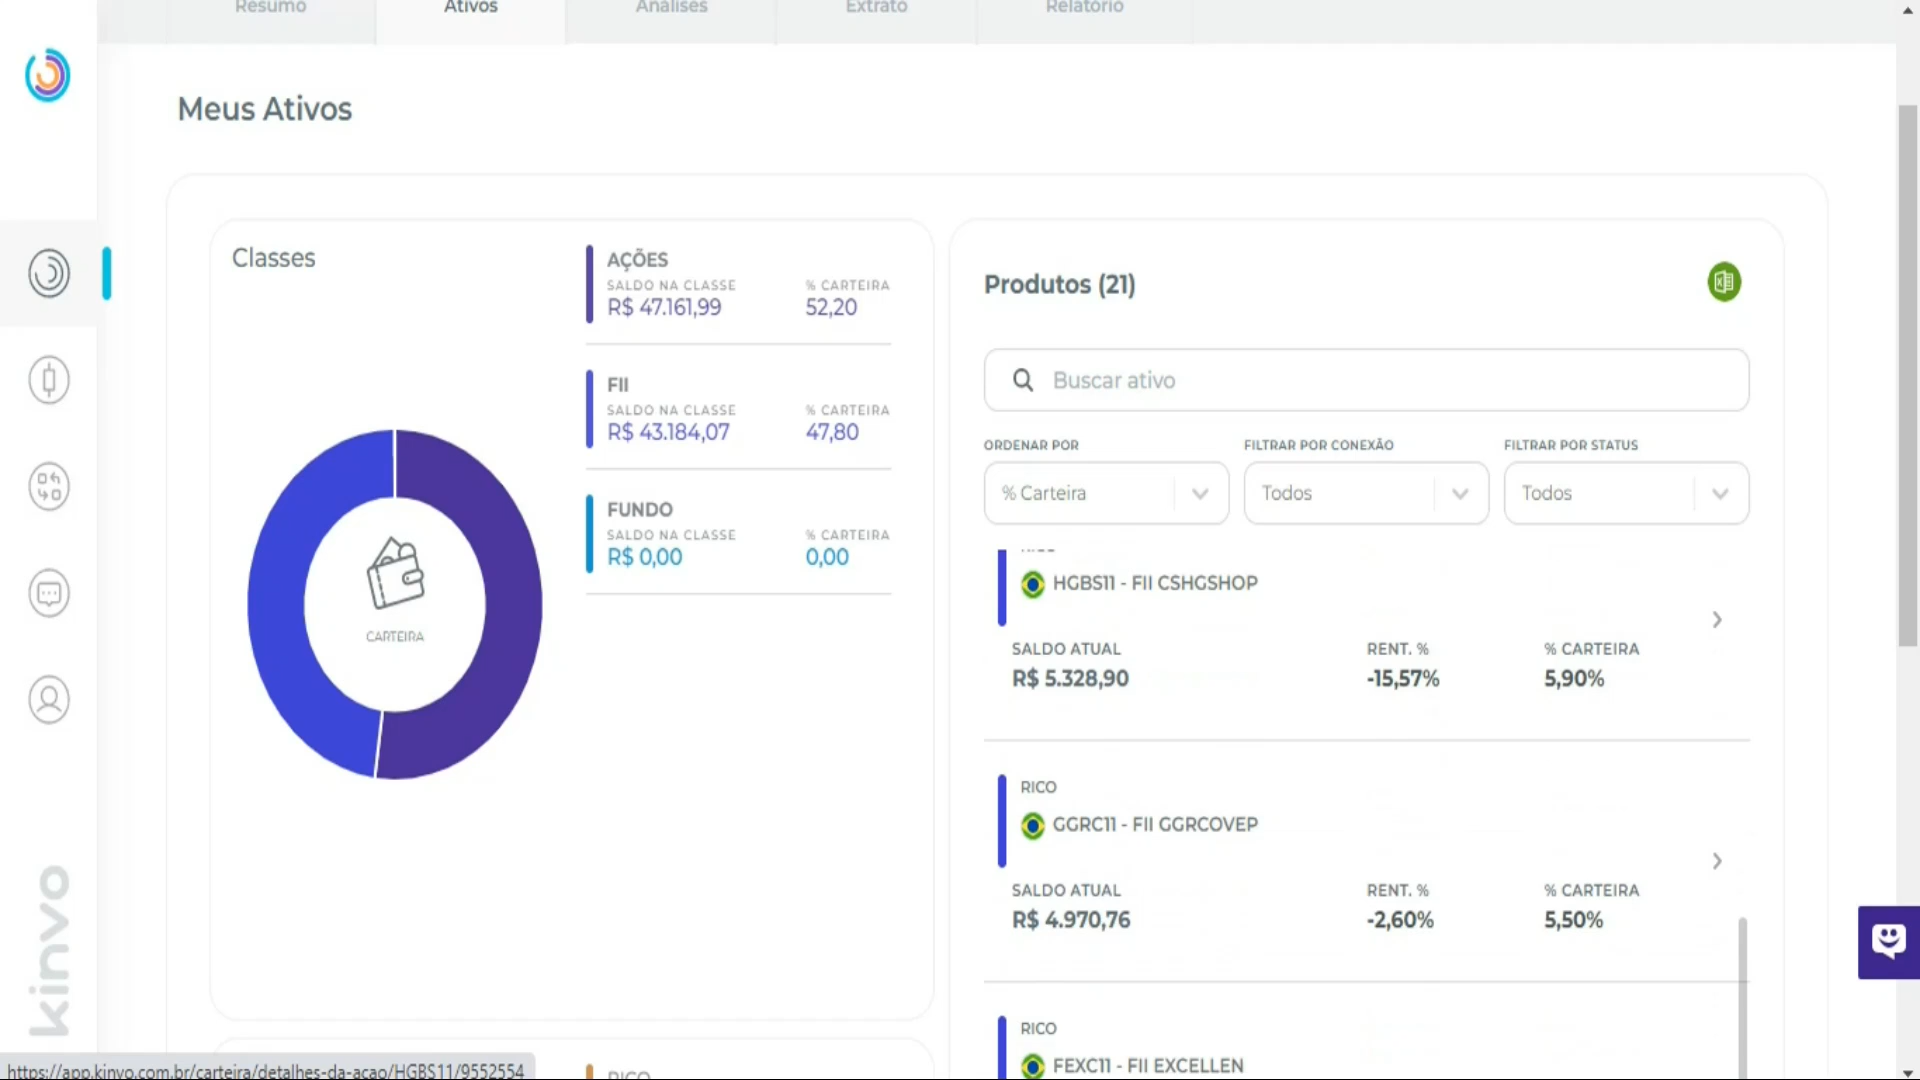 Resumo
Ativos
Análises
Extrato
Relatório
Meus Ativos
Classes
AÇÕES
SALDO NA CLASSE
% CARTEIRA
R$ 47.161,99
52,20
FII
SALDO NA CLASSE
% CARTEIRA
R$ 43.184,07
47,80
FUNDO
SALDO NA CLASSE
% CARTEIRA
R$ 0,00
0,00
CARTEIRA
Produtos (21)
Buscar ativo
ORDENAR POR
FILTRAR POR CONEXÃO
FILTRAR POR STATUS
% Carteira
Todos
Todos
HGBS11 - FII CSHGSHOP
SALDO ATUAL
RENT. %
% CARTEIRA
R$ 5.328,90
-15,57%
5,90%
RICO
GGRC11 - FII GGRCOVEP
SALDO ATUAL
RENT. %
% CARTEIRA
R$ 4.970,76
-2,60%
5,50%
RICO
FEXC11 - FII EXCELLEN
kinvo
https://app.kinvo.com.br/carteira/detalhes-da-acao/HGBS11/9552554
RICO